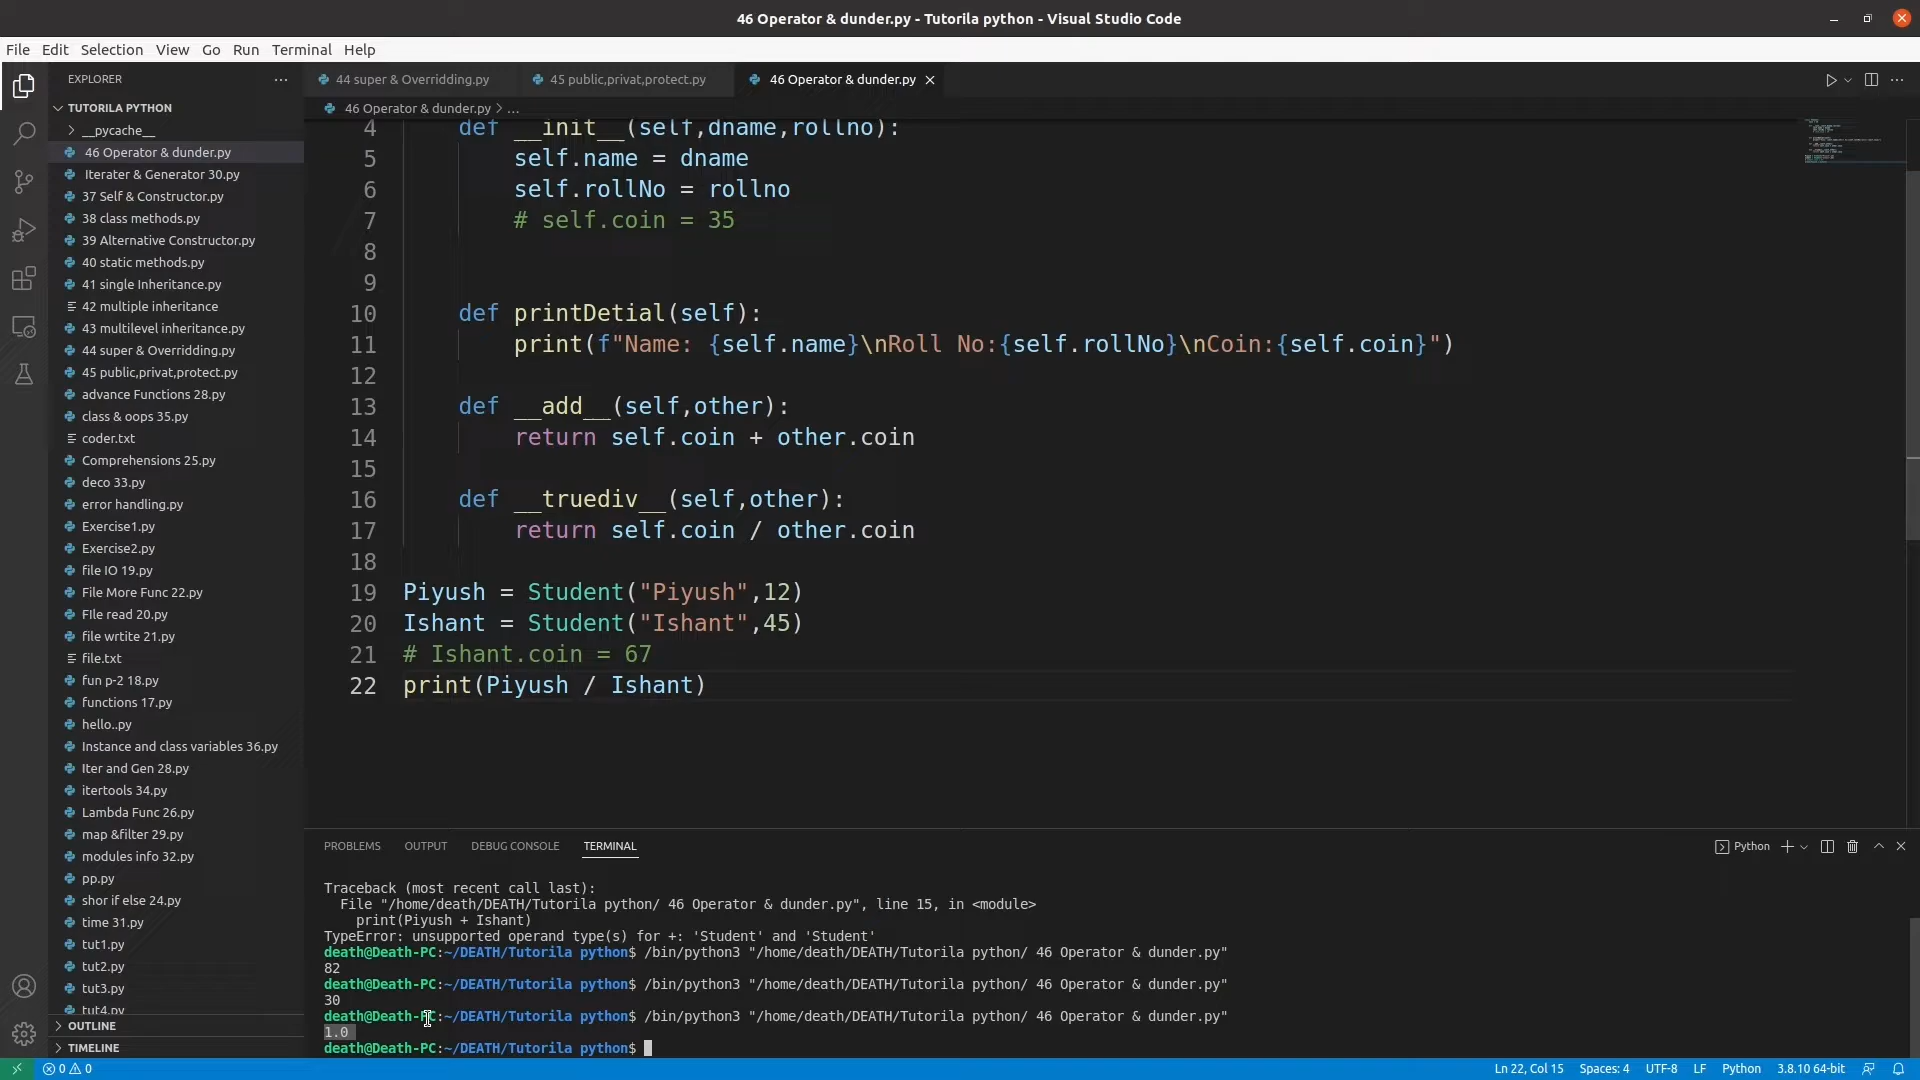 46 Operator & dunder.py - Tutorila python - Visual Studio Code
File Edit Selection View Go Run Terminal Help
EXPLORER
TUTORILA PYTHON
__pycache__
46 Operator & dunder.py
Iterater & Generator 30.py
37 Self & Constructor.py
38 class methods.py
39 Alternative Constructor.py
40 static methods.py
41 single Inheritance.py
42 multiple inheritance
43 multilevel inheritance.py
44 super & Overridding.py
45 public,privat,protect.py
advance Functions 28.py
class & oops 35.py
coder.txt
Comprehensions 25.py
deco 33.py
error handling.py
Exercise1.py
Exercise2.py
file IO 19.py
File More Func 22.py
FIle read 20.py
file wrtite 21.py
file.txt
fun p-2 18.py
functions 17.py
hello..py
Instance and class variables 36.py
Iter and Gen 28.py
itertools 34.py
Lambda Func 26.py
map &filter 29.py
modules info 32.py
pp.py
shor if else 24.py
time 31.py
tut1.py
tut2.py
tut3.py
tut4.py
OUTLINE
TIMELINE
44 super & Overridding.py 45 public,privat,protect.py 46 Operator & dunder.py
46 Operator & dunder.py > ...
4 def __init__(self,dname,rollno):
5 self.name = dname
6 self.rollNo = rollno
7 # self.coin = 35
8
9
10 def printDetial(self):
11 print(f"Name: {self.name}\nRoll No:{self.rollNo}\nCoin:{self.coin}")
12
13 def __add__(self,other):
14 return self.coin + other.coin
15
16 def __truediv__(self,other):
17 return self.coin / other.coin
18
19 Piyush = Student("Piyush",12)
20 Ishant = Student("Ishant",45)
21 # Ishant.coin = 67
22 print(Piyush / Ishant)
PROBLEMS OUTPUT DEBUG CONSOLE TERMINAL
Python
Traceback (most recent call last):
File "/home/death/DEATH/Tutorila python/ 46 Operator & dunder.py", line 15, in <module>
print(Piyush + Ishant)
TypeError: unsupported operand type(s) for +: 'Student' and 'Student'
death@Death-PC:~/DEATH/Tutorila python$ /bin/python3 "/home/death/DEATH/Tutorila python/ 46 Operator & dunder.py"
82
death@Death-PC:~/DEATH/Tutorila python$ /bin/python3 "/home/death/DEATH/Tutorila python/ 46 Operator & dunder.py"
30
death@Death-PC:~/DEATH/Tutorila python$ /bin/python3 "/home/death/DEATH/Tutorila python/ 46 Operator & dunder.py"
1.0
death@Death-PC:~/DEATH/Tutorila python$
0 0
Ln 22, Col 15 Spaces: 4 UTF-8 LF Python 3.8.10 64-bit